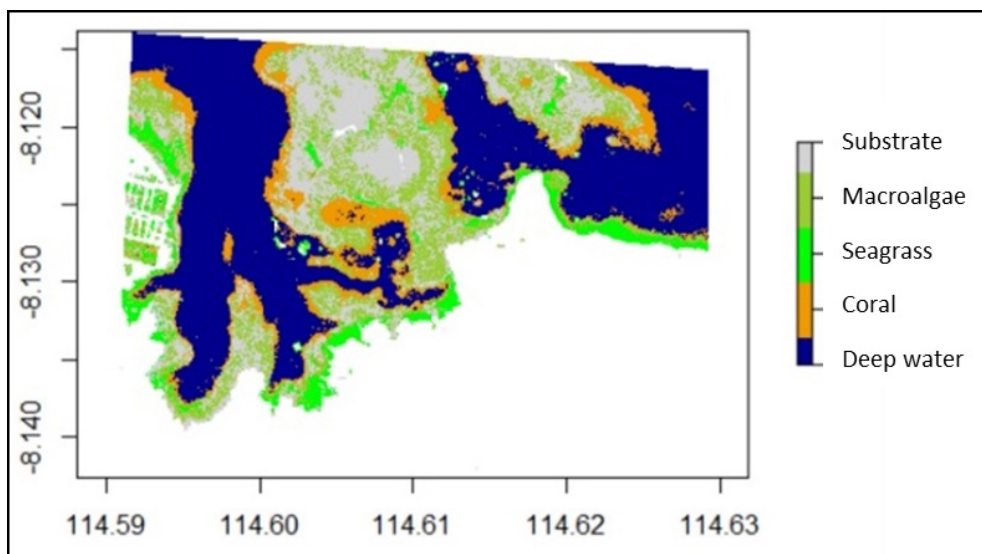 -8.120
-8.130
-8.140
114.59 114.60 114.61 114.62 114.63
Substrate
Macroalgae
Seagrass
Coral
Deep water